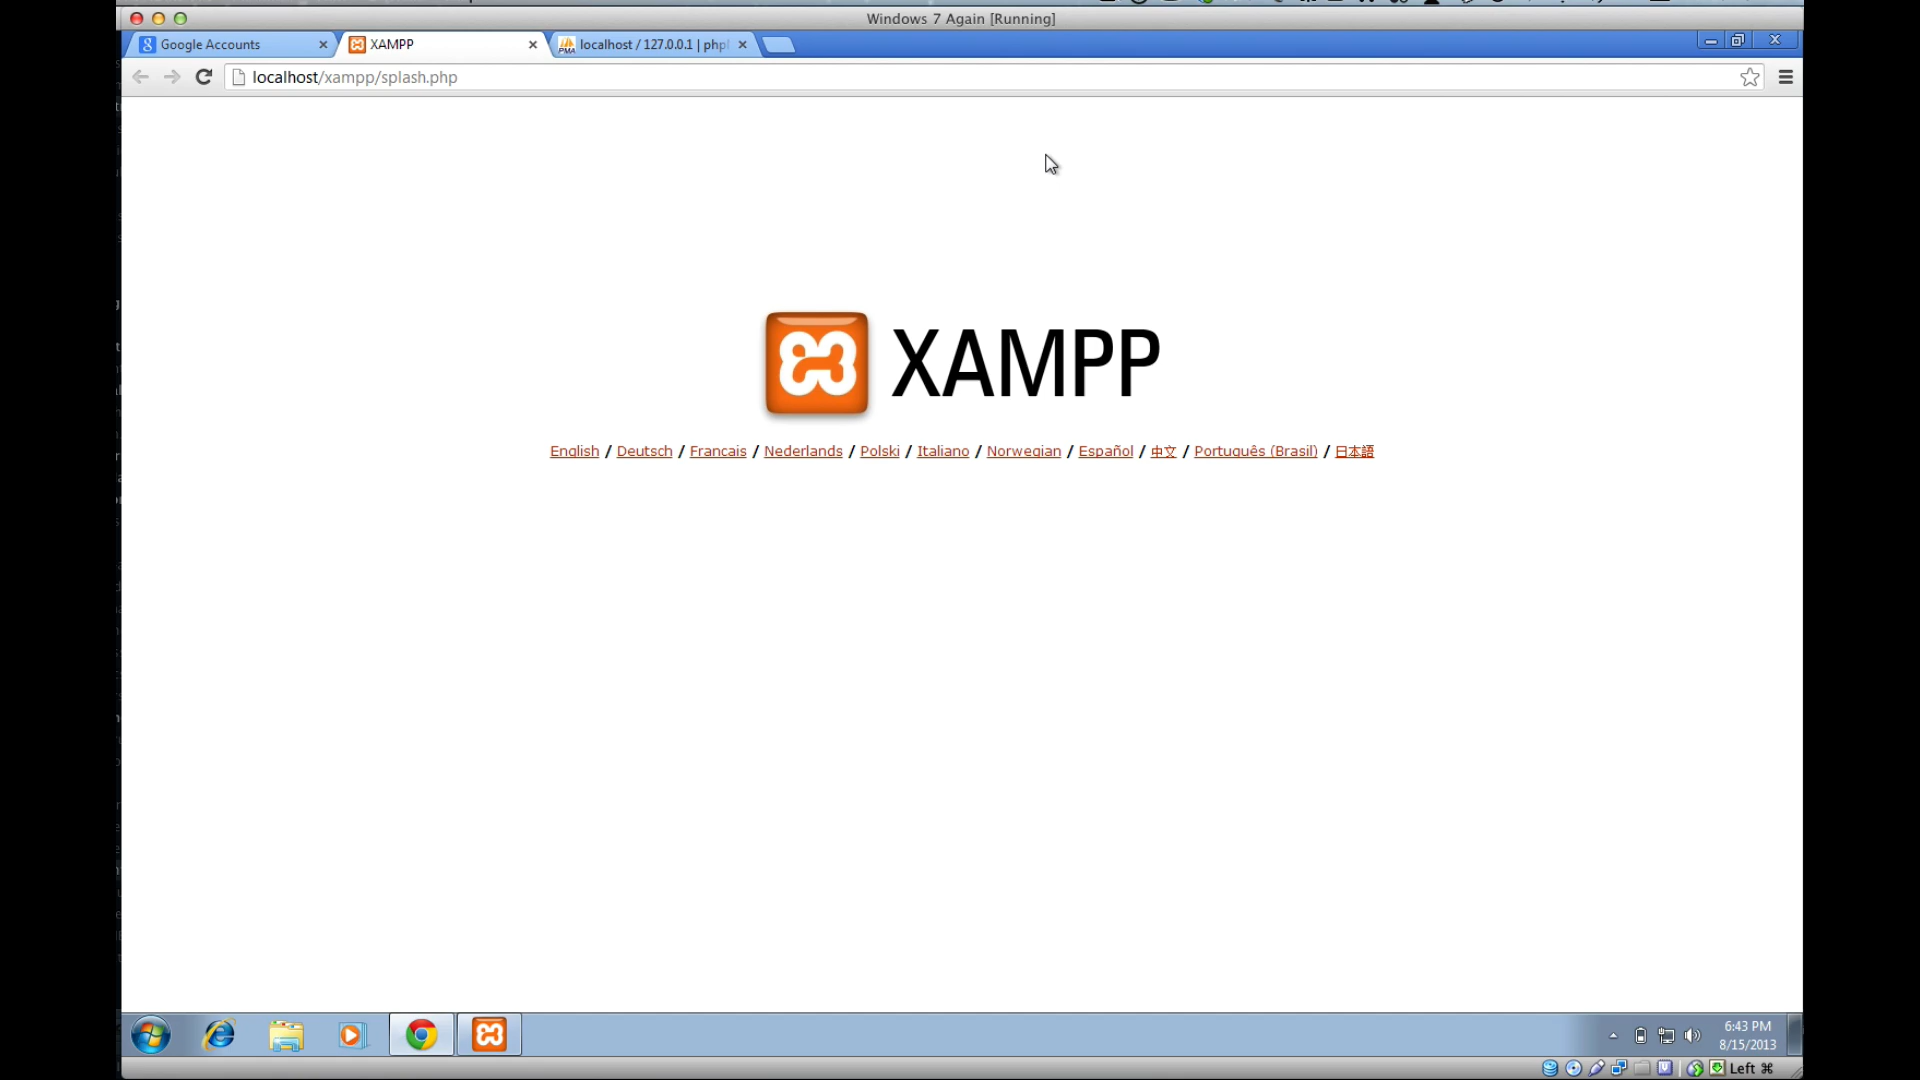 Windows 7 Again [Running]
Google Accounts
XAMPP
localhost / 127.0.0.1 | php
localhost/xampp/splash.php
XAMPP
English / Deutsch / Francais / Nederlands / Polski / Italiano / Norwegian / Español / 中文 / Português (Brasil) / 日本語
6:43 PM
8/15/2013
Left ⌘